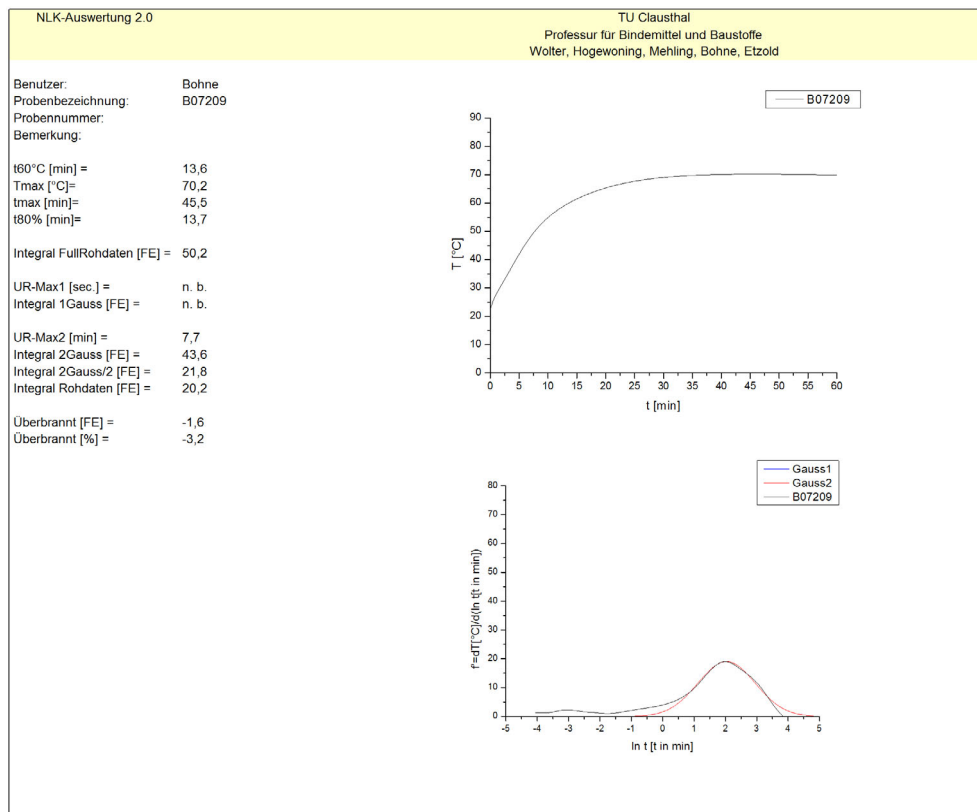 NLK-Auswertung 2.0
TU Clausthal
Professur für Bindemittel und Baustoffe
Wolter, Hogewoning, Mehling, Bohne, Etzold
Benutzer: Bohne
Probenbezeichnung: B07209
Probennummer:
Bemerkung:
t60°C [min] = 13,6
Tmax [°C]= 70,2
tmax [min]= 45,5
t80% [min]= 13,7
Integral FullRohdaten [FE] = 50,2
UR-Max1 [sec.] = n. b.
Integral 1Gauss [FE] = n. b.
UR-Max2 [min] = 7,7
Integral 2Gauss [FE] = 43,6
Integral 2Gauss/2 [FE] = 21,8
Integral Rohdaten [FE] = 20,2
Überbrannt [FE] = -1,6
Überbrannt [%] = -3,2
B07209
90
80
70
60
50
40
30
20
10
0
T [°C]
0 5 10 15 20 25 30 35 40 45 50 55 60
t [min]
Gauss1
Gauss2
B07209
80
70
60
50
40
30
20
10
0
f'=dT[°C]/d(ln t[t in min])
-5 -4 -3 -2 -1 0 1 2 3 4 5
ln t [t in min]